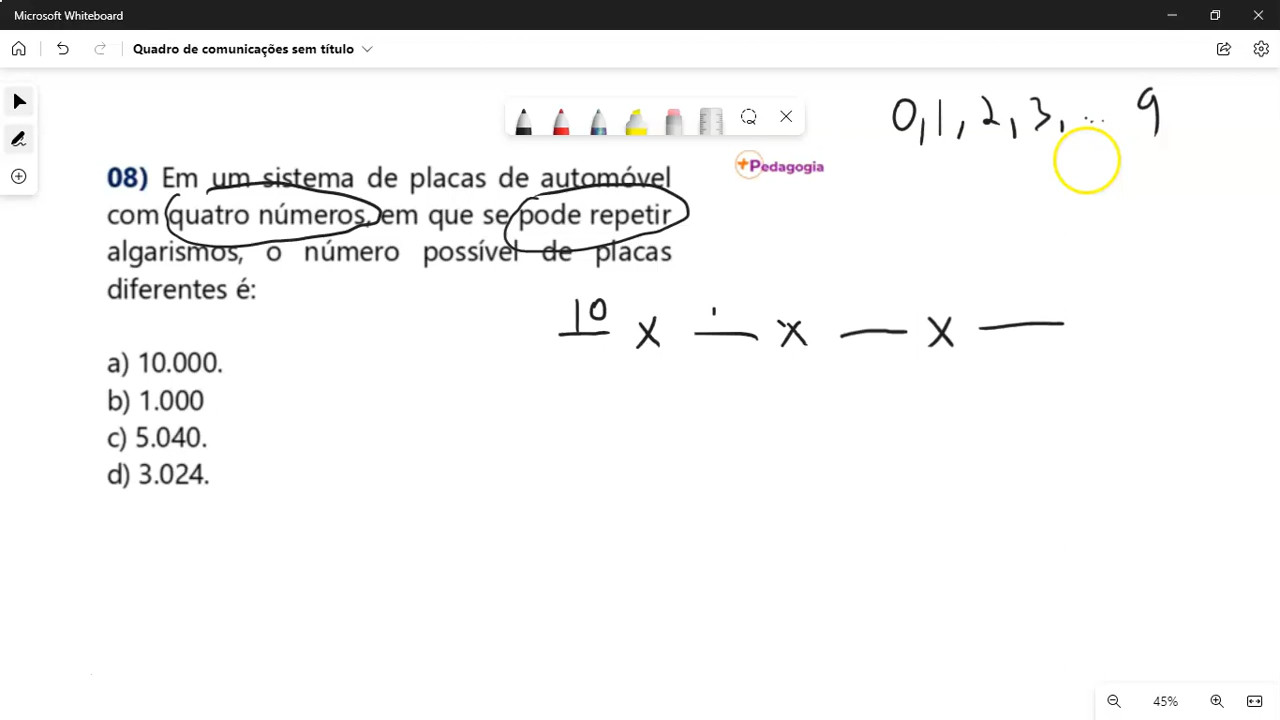 Microsoft Whiteboard
Quadro de comunicações sem título
0,1,2,3,... 9
+Pedagogia
08) Em um sistema de placas de automóvel
com quatro números, em que se pode repetir
algarismos, o número possível de placas
diferentes é:
10 x x x
a) 10.000.
b) 1.000
c) 5.040.
d) 3.024.
45%